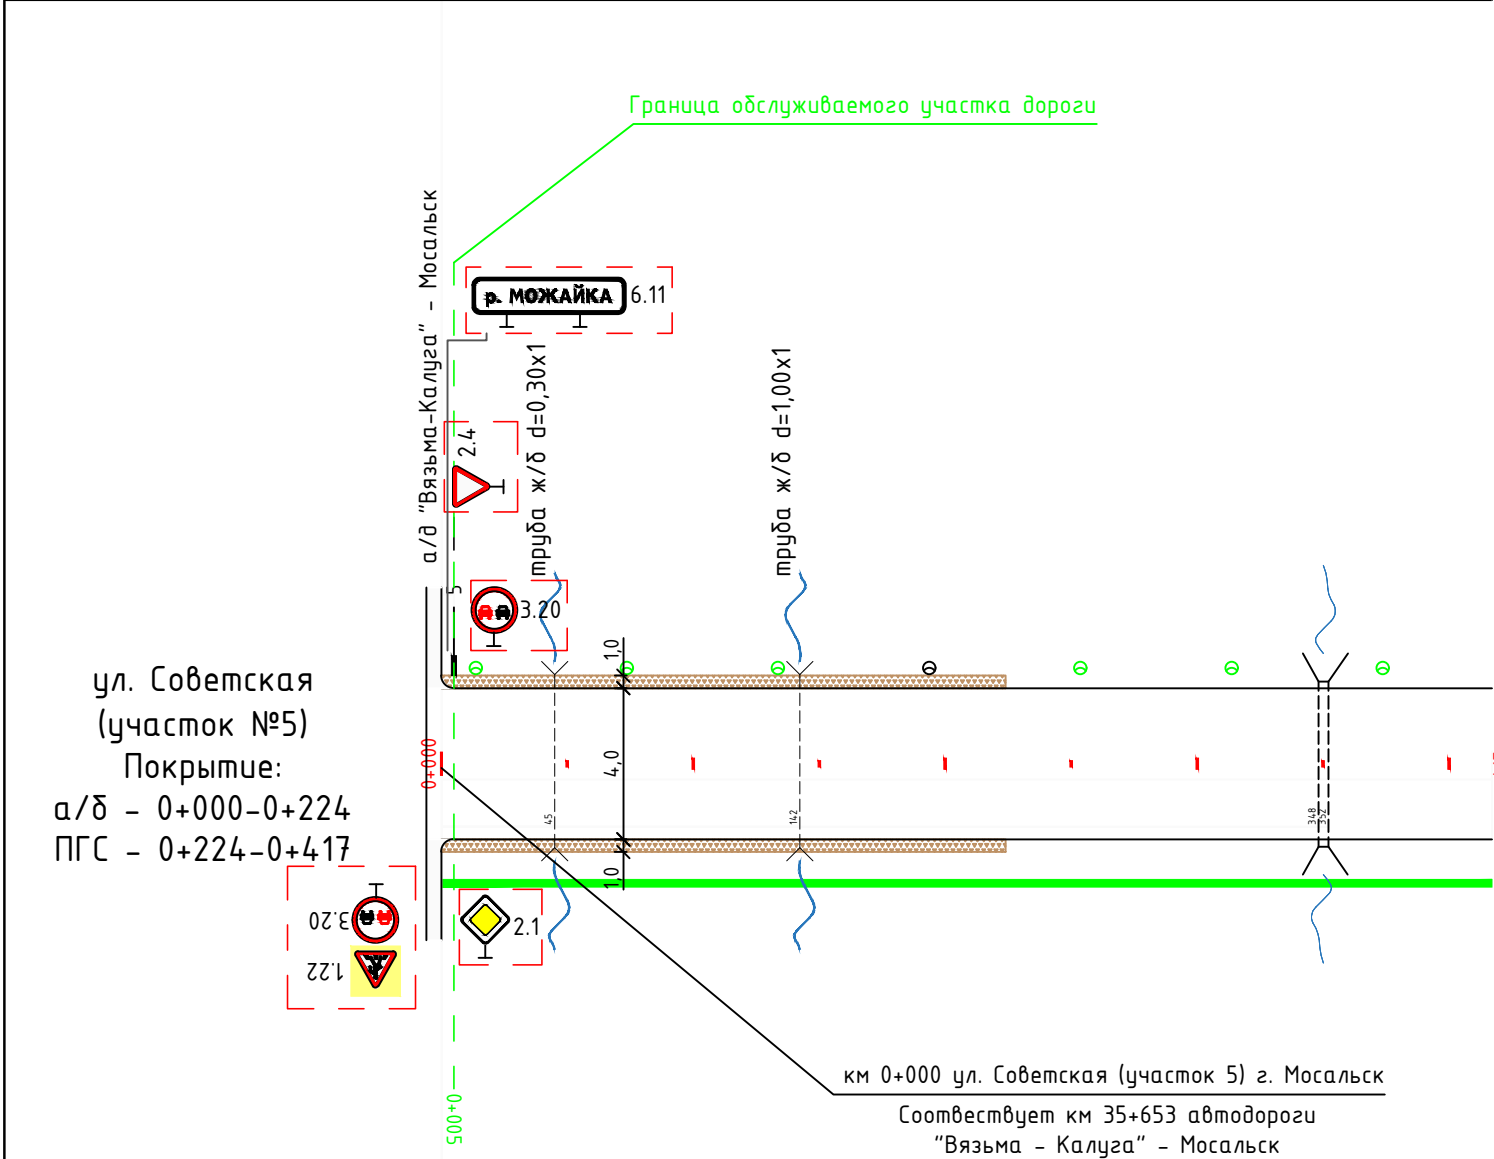 Граница обслуживаемого участка дороги
а/д "Вязьма-Калуга" - Мосальск
р. МОЖАЙКА
6.11
2.4
труба ж/б d=0,30х1
труба ж/б d=1,00х1
5
3.20
1,0
ул. Советская
(участок №5)
Покрытие:
а/б - 0+000-0+224
ПГС - 0+224-0+417
0+000
4,0
45
142
348
352
1,0
3.20
1.22
2.1
км 0+000 ул. Советская (участок 5) г. Мосальск
Соотвествует км 35+653 автодороги
"Вязьма - Калуга" - Мосальск
0+005